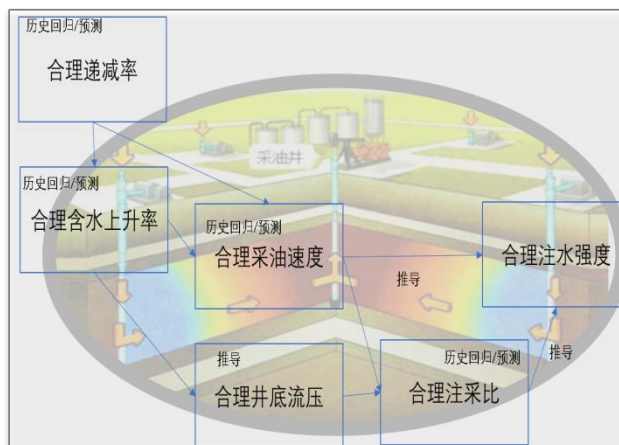 历史回归/预测
合理递减率
采油井
历史回归/预测
合理含水上升率
历史回归/预测
合理采油速度
合理注水强度
推导
推导
合理井底流压
历史回归/预测
合理注采比
推导